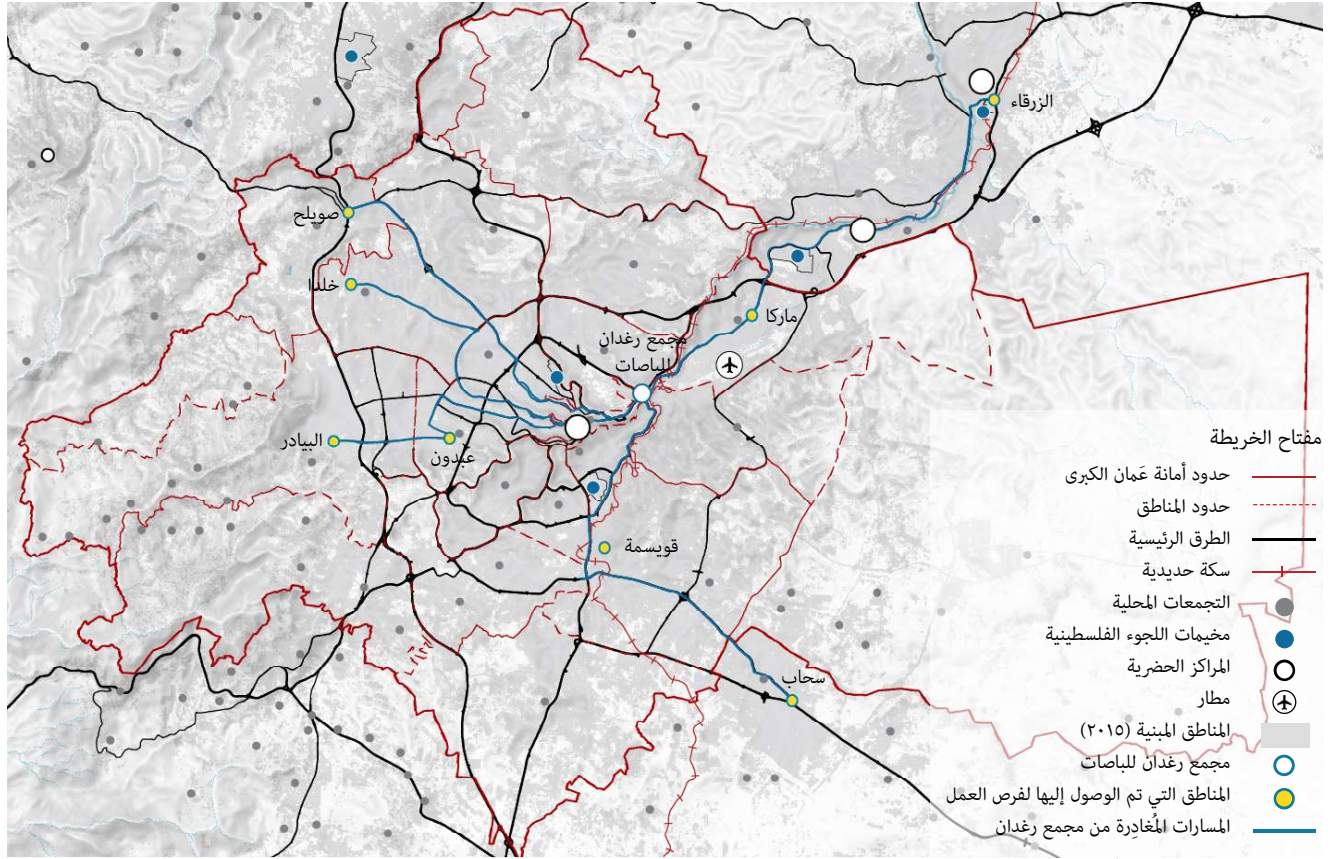 الزرقاء
صويلح
خلدا
ماركا
مجمع رغدان
للباصات
البيادر
عبدون
قويسمة
سحاب
مفتاح الخريطة
حدود أمانة عَمان الكبرى
حدود المناطق
الطرق الرئيسية
سكة حديدية
التجمعات المحلية
مخيمات اللجوء الفلسطينية
المراكز الحضرية
مطار
المناطق المبنية (٢٠١٥)
مجمع رغدان للباصات
المناطق التي تم الوصول إليها لفرص العمل
المسارات المُغادِرة من مجمع رغدان